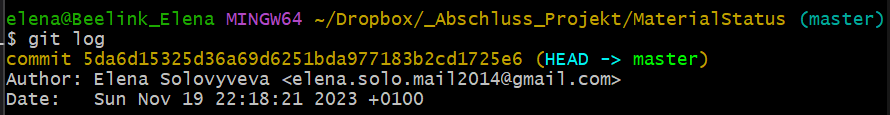 elena@Beelink_Elena MINGW64 ~/Dropbox/_Abschluss_Projekt/MaterialStatus (master)
$ git log
commit 5da6d15325d36a69d6251bda977183b2cd1725e6 (HEAD -> master)
Author: Elena Solovyveva <elena.solo.mail2014@gmail.com>
Date:   Sun Nov 19 22:18:21 2023 +0100